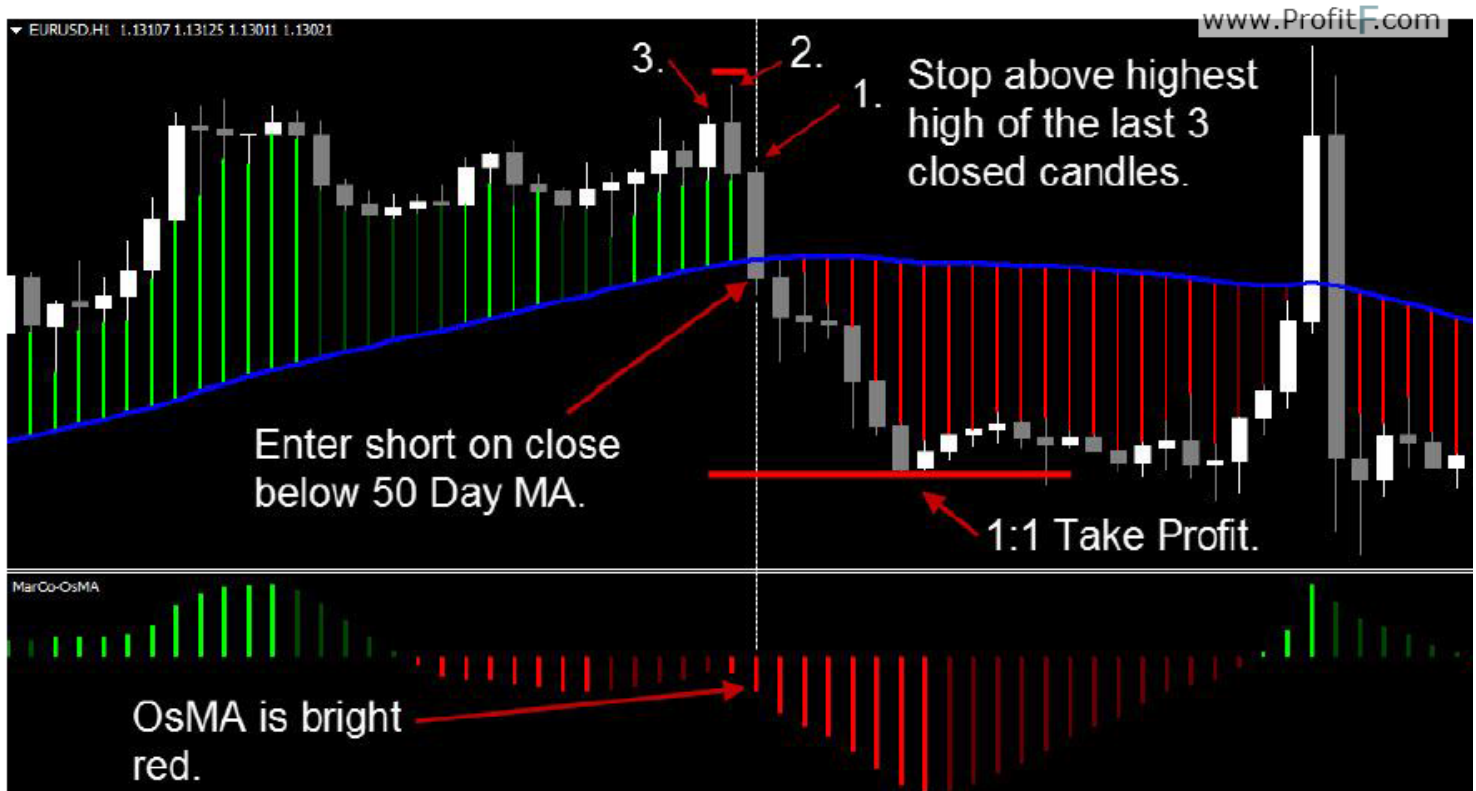 www.ProfitF.com
EURUSD.H1 1.13107 1.13125 1.13011 1.13021
3.
2.
1.
Stop above highest
high of the last 3
closed candles.
Enter short on close
below 50 Day MA.
1:1 Take Profit.
MarCo-OsMA
OsMA is bright
red.